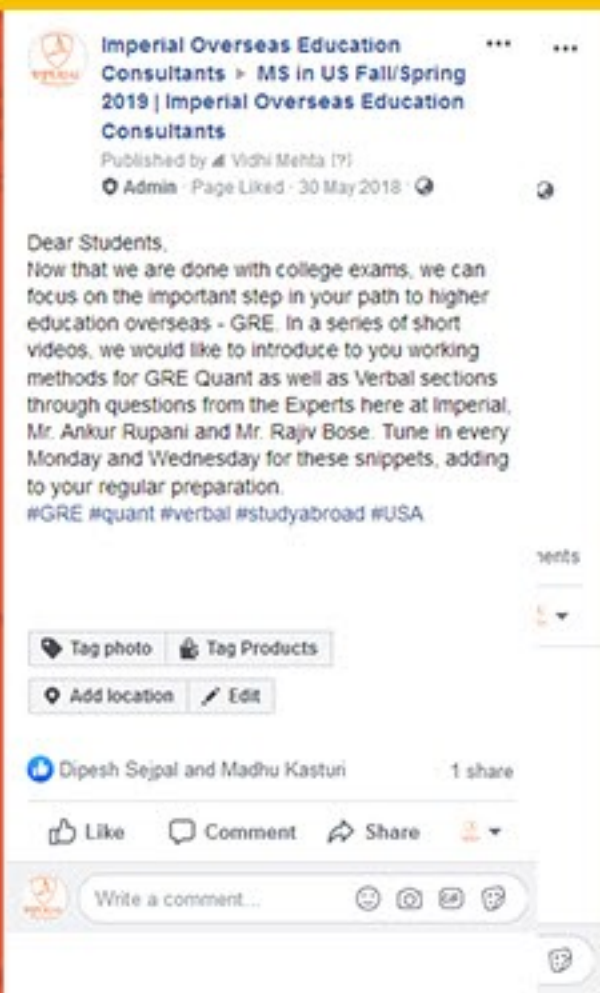 Imperial Overseas Education
Consultants ▸ MS in US Fall/Spring
2019 | Imperial Overseas Education
Consultants
Published by Vidhi Mehta [?]
Admin · Page Liked · 30 May 2018 ·
Dear Students,
Now that we are done with college exams, we can
focus on the important step in your path to higher
education overseas - GRE. In a series of short
videos, we would like to introduce to you working
methods for GRE Quant as well as Verbal sections
through questions from the Experts here at Imperial,
Mr. Ankur Rupani and Mr. Rajiv Bose. Tune in every
Monday and Wednesday for these snippets, adding
to your regular preparation.
#GRE #quant #verbal #studyabroad #USA
ents
Tag photo Tag Products
Add location Edit
Dipesh Sejpal and Madhu Kasturi 1 share
Like Comment Share
Write a comment... GIF